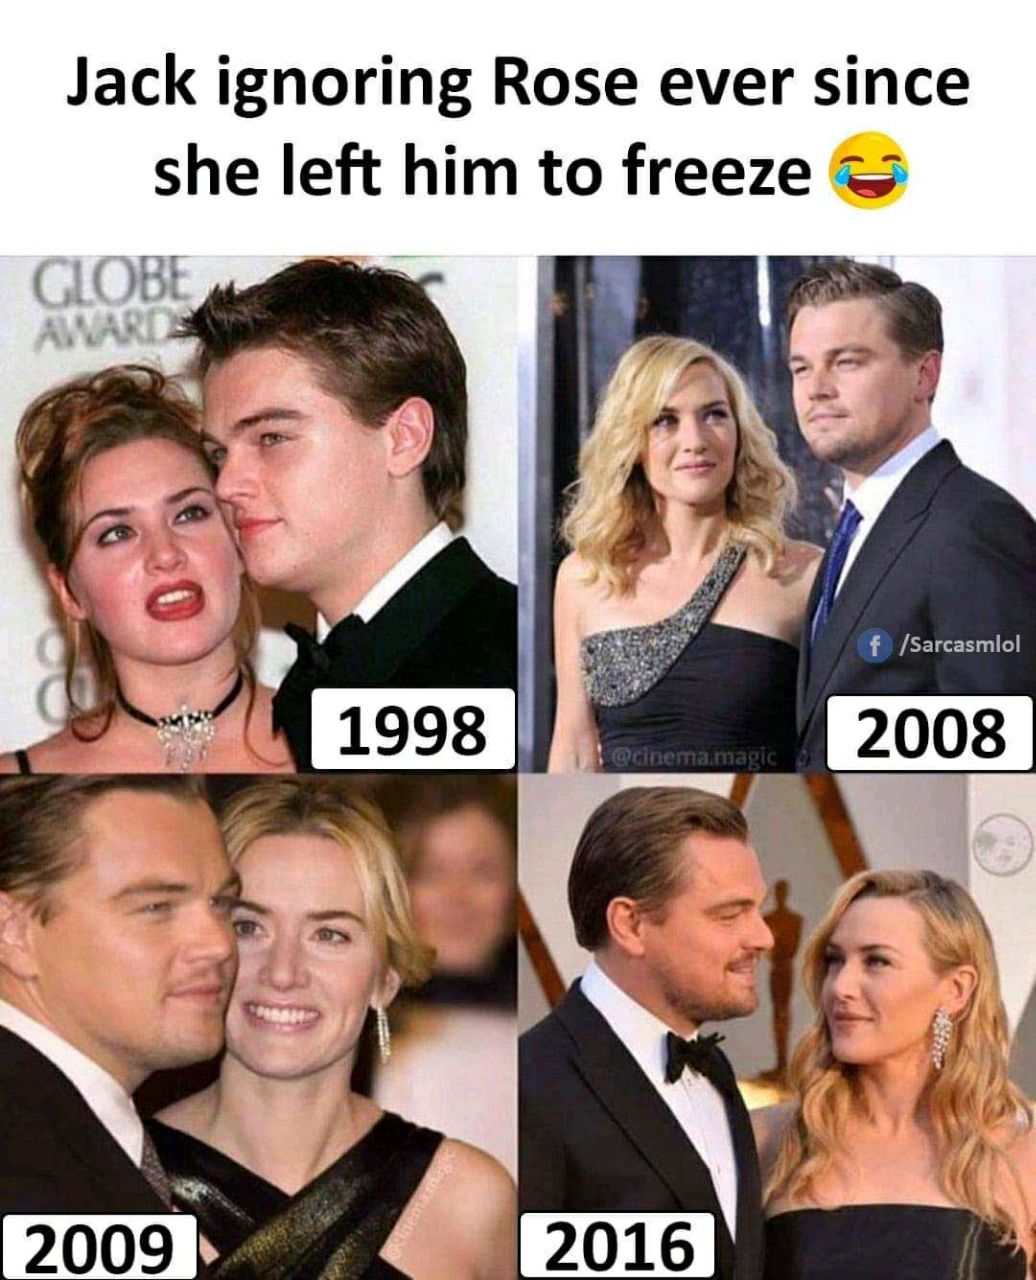 Jack ignoring Rose ever since
she left him to freeze 😂
GLOBE
AWARD
1998
f /Sarcasmlol
@cinema.magic
2008
2009
2016